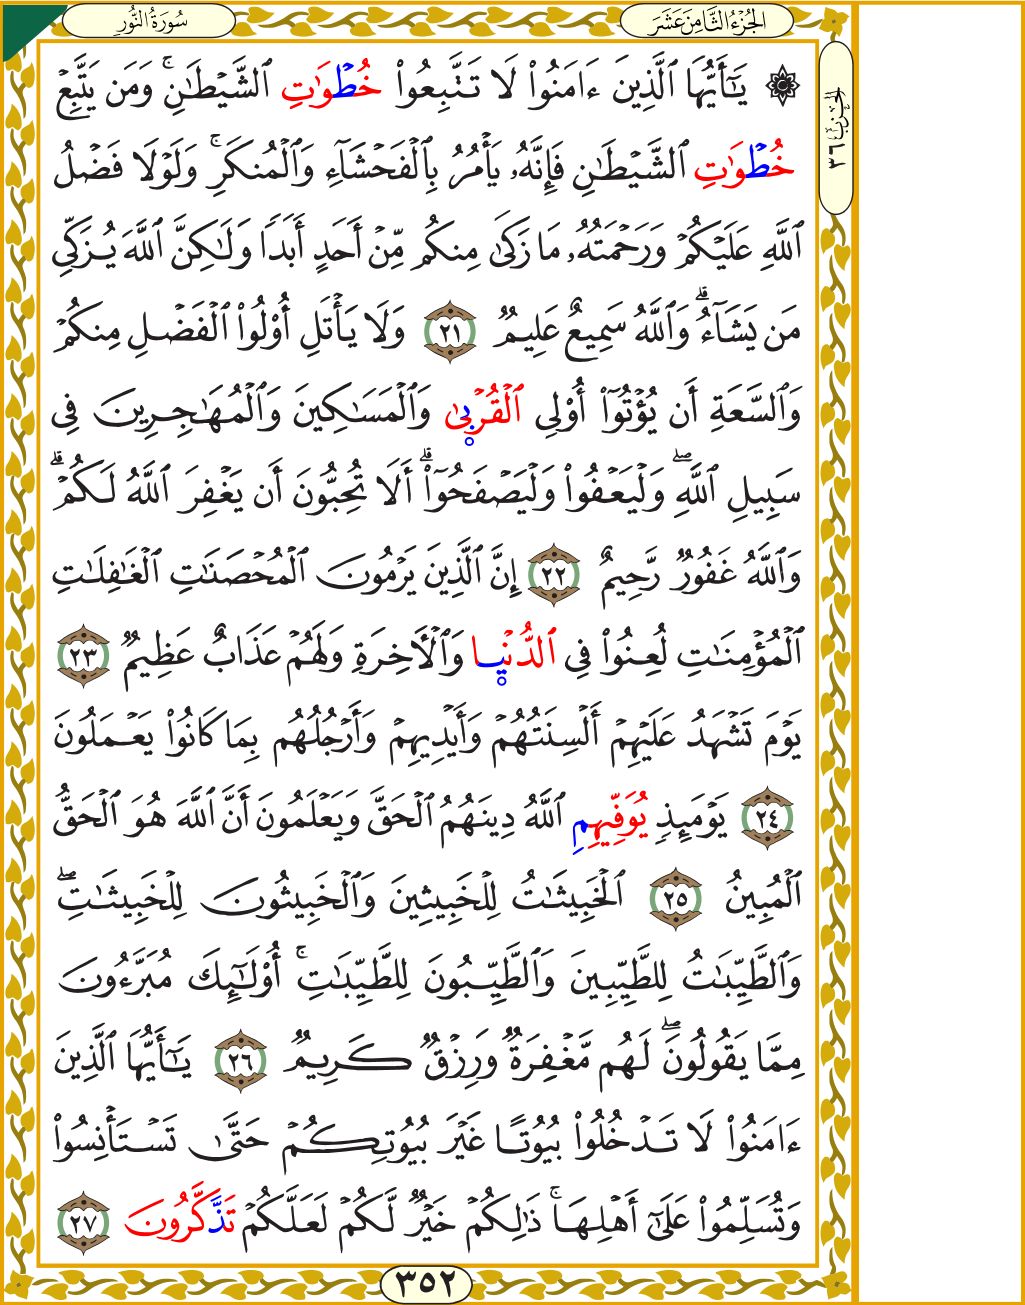 الجُزْءُ الثَّامِنَ عَشَرَ
سُورَةُ النُّورِ
۞ يَـٰٓأَيُّهَا ٱلَّذِينَ ءَامَنُوا۟ لَا تَتَّبِعُوا۟ خُطْوَٰتِ ٱلشَّيْطَـٰنِ ۚ وَمَن يَتَّبِعْ
خُطْوَٰتِ ٱلشَّيْطَـٰنِ فَإِنَّهُۥ يَأْمُرُ بِٱلْفَحْشَآءِ وَٱلْمُنكَرِ ۚ وَلَوْلَا فَضْلُ
ٱللَّهِ عَلَيْكُمْ وَرَحْمَتُهُۥ مَا زَكَىٰ مِنكُم مِّنْ أَحَدٍ أَبَدًا وَلَـٰكِنَّ ٱللَّهَ يُزَكِّى
مَن يَشَآءُ ۗ وَٱللَّهُ سَمِيعٌ عَلِيمٌ ٢١ وَلَا يَأْتَلِ أُو۟لُوا۟ ٱلْفَضْلِ مِنكُمْ
وَٱلسَّعَةِ أَن يُؤْتُوٓا۟ أُو۟لِى ٱلْقُرْبَىٰ وَٱلْمَسَـٰكِينَ وَٱلْمُهَـٰجِرِينَ فِى
سَبِيلِ ٱللَّهِ ۖ وَلْيَعْفُوا۟ وَلْيَصْفَحُوٓا۟ ۗ أَلَا تُحِبُّونَ أَن يَغْفِرَ ٱللَّهُ لَكُمْ ۗ
وَٱللَّهُ غَفُورٌ رَّحِيمٌ ٢٢ إِنَّ ٱلَّذِينَ يَرْمُونَ ٱلْمُحْصَنَـٰتِ ٱلْغَـٰفِلَـٰتِ
ٱلْمُؤْمِنَـٰتِ لُعِنُوا۟ فِى ٱلدُّنْيَا وَٱلْـَٔاخِرَةِ وَلَهُمْ عَذَابٌ عَظِيمٌ ٢٣
يَوْمَ تَشْهَدُ عَلَيْهِمْ أَلْسِنَتُهُمْ وَأَيْدِيهِمْ وَأَرْجُلُهُم بِمَا كَانُوا۟ يَعْمَلُونَ
٢٤ يَوْمَئِذٍ يُوَفِّيهِمِ ٱللَّهُ دِينَهُمُ ٱلْحَقَّ وَيَعْلَمُونَ أَنَّ ٱللَّهَ هُوَ ٱلْحَقُّ
ٱلْمُبِينُ ٢٥ ٱلْخَبِيثَـٰتُ لِلْخَبِيثِينَ وَٱلْخَبِيثُونَ لِلْخَبِيثَـٰتِ ۖ
وَٱلطَّيِّبَـٰتُ لِلطَّيِّبِينَ وَٱلطَّيِّبُونَ لِلطَّيِّبَـٰتِ ۚ أُو۟لَـٰٓئِكَ مُبَرَّءُونَ
مِمَّا يَقُولُونَ ۖ لَهُم مَّغْفِرَةٌ وَرِزْقٌ كَرِيمٌ ٢٦ يَـٰٓأَيُّهَا ٱلَّذِينَ
ءَامَنُوا۟ لَا تَدْخُلُوا۟ بُيُوتًا غَيْرَ بُيُوتِكُمْ حَتَّىٰ تَسْتَأْنِسُوا۟
وَتُسَلِّمُوا۟ عَلَىٰٓ أَهْلِهَا ۚ ذَٰلِكُمْ خَيْرٌ لَّكُمْ لَعَلَّكُمْ تَذَّكَّرُونَ ٢٧
الحِزْب ٣٦
٣٥٢